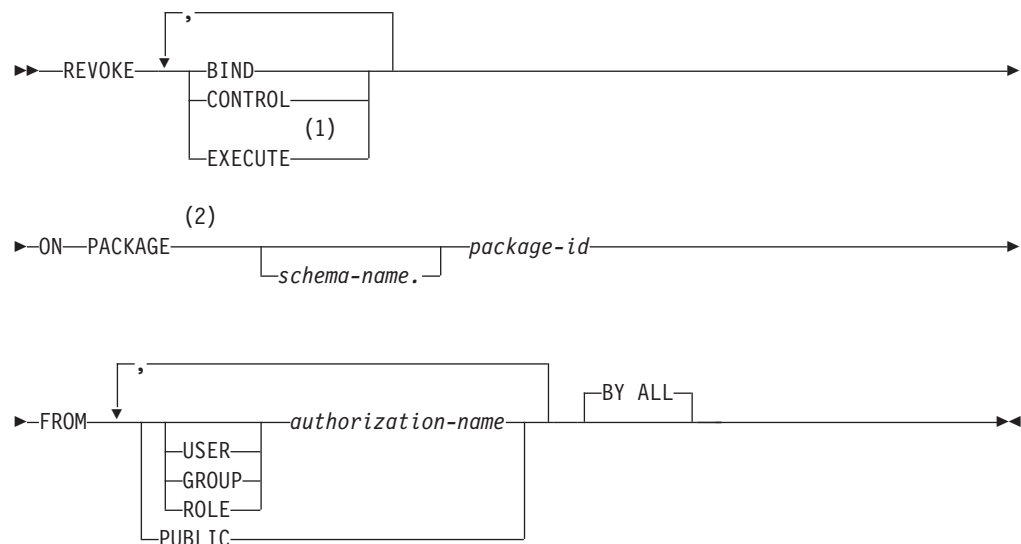 ,
REVOKE BIND
CONTROL
(1)
EXECUTE
(2)
ON PACKAGE package-id
schema-name.
,
BY ALL
FROM authorization-name
USER
GROUP
ROLE
PUBLIC